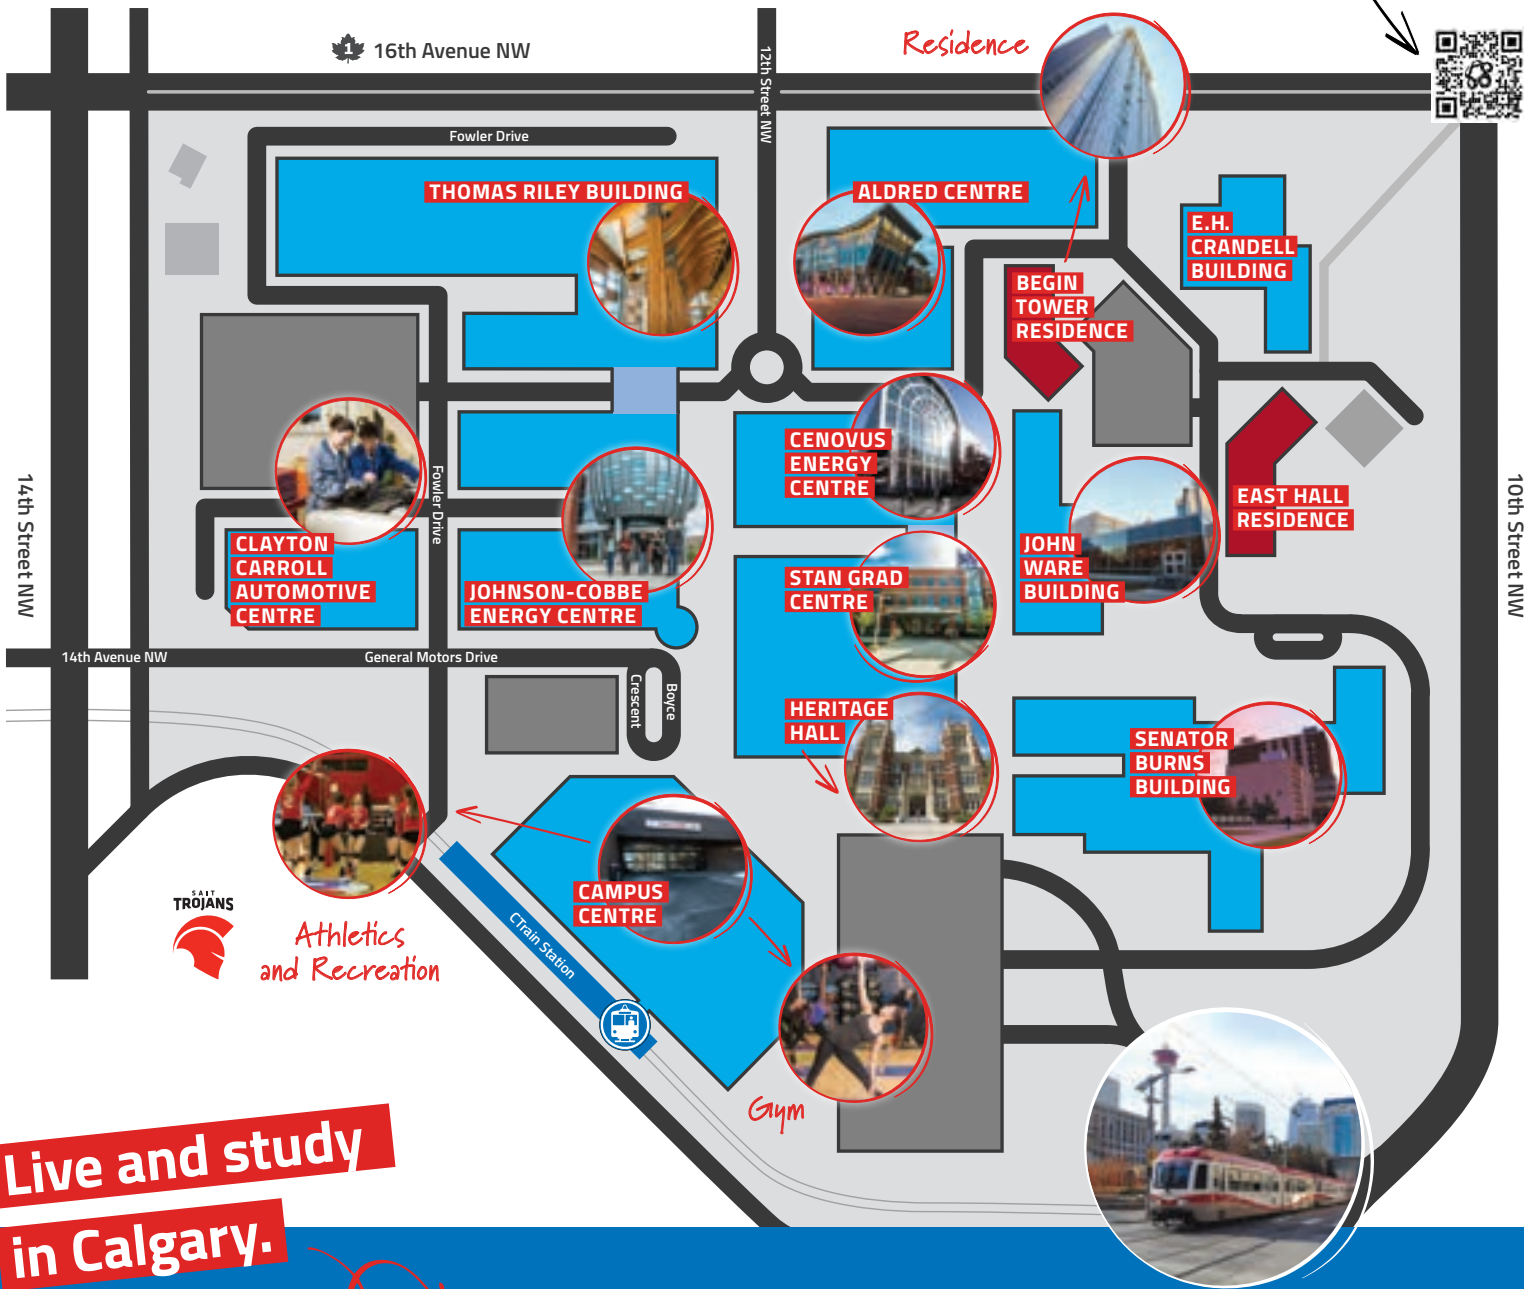 Residence
1 16th Avenue NW
12th Street NW
Fowler Drive
THOMAS RILEY BUILDING
ALDRED CENTRE
E.H.
CRANDELL
BUILDING
BEGIN
TOWER
RESIDENCE
CENOVUS
ENERGY
CENTRE
EAST HALL
RESIDENCE
14th Street NW
Fowler Drive
10th Street NW
CLAYTON
CARROLL
AUTOMOTIVE
CENTRE
JOHNSON-COBBE
ENERGY CENTRE
STAN GRAD
CENTRE
JOHN
WARE
BUILDING
14th Avenue NW
General Motors Drive
Boyce
Crescent
HERITAGE
HALL
SENATOR
BURNS
BUILDING
CAMPUS
CENTRE
SAIT
TROJANS
Athletics
and Recreation
CTrain Station
Gym
Live and study
in Calgary.